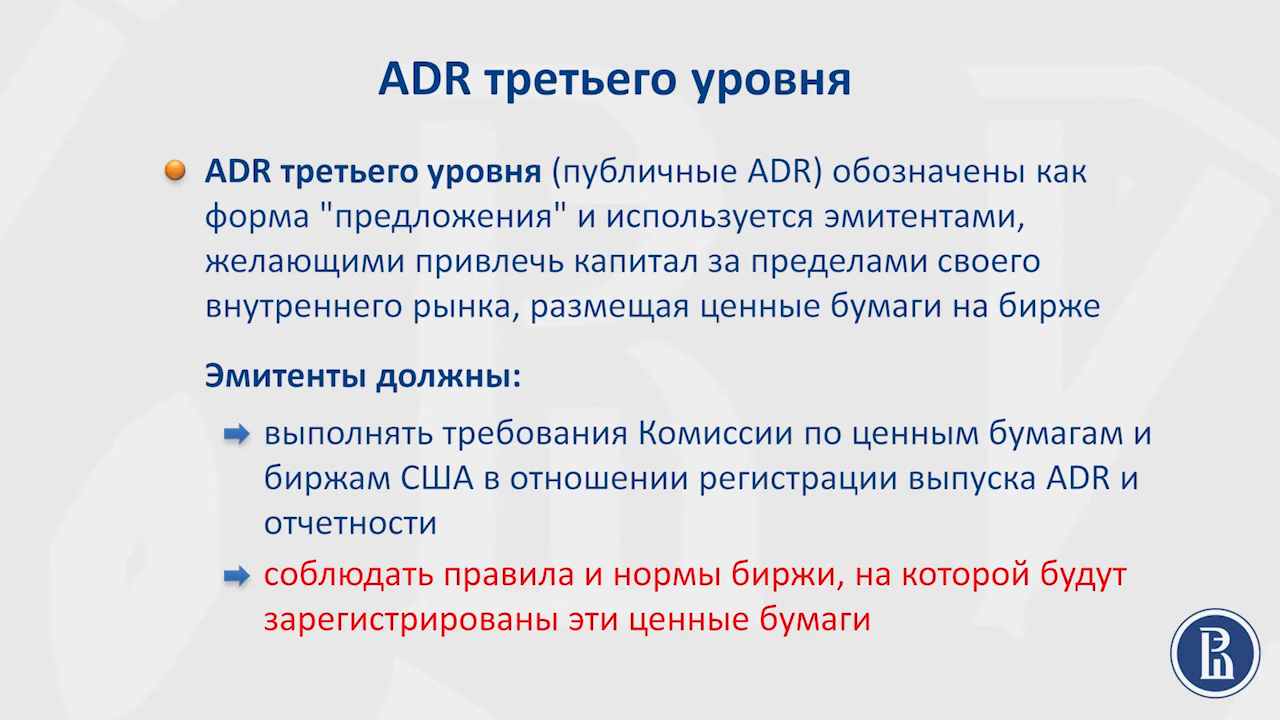 ADR третьего уровня
ADR третьего уровня (публичные ADR) обозначены как
форма "предложения" и используется эмитентами,
желающими привлечь капитал за пределами своего
внутреннего рынка, размещая ценные бумаги на бирже
Эмитенты должны:
выполнять требования Комиссии по ценным бумагам и
биржам США в отношении регистрации выпуска ADR и
отчетности
соблюдать правила и нормы биржи, на которой будут
зарегистрированы эти ценные бумаги